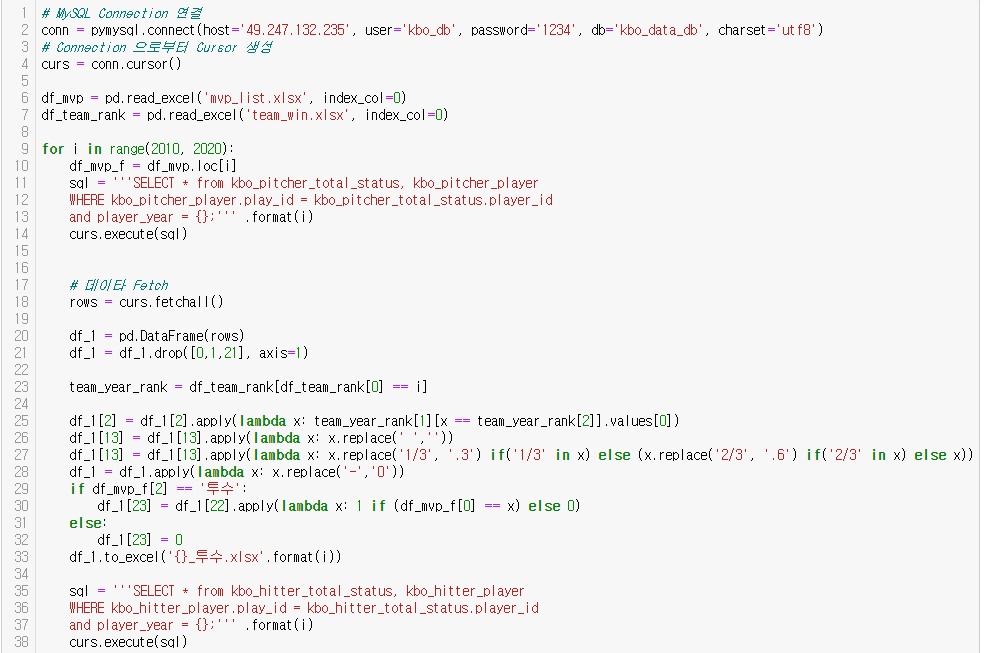 1 # MySQL Connection 연결
2 conn = pymysql.connect(host='49.247.132.235', user='kbo_db', password='1234', db='kbo_data_db', charset='utf8')
3 # Connection 으로부터 Cursor 생성
4 curs = conn.cursor()
5
6 df_mvp = pd.read_excel('mvp_list.xlsx', index_col=0)
7 df_team_rank = pd.read_excel('team_win.xlsx', index_col=0)
8
9 for i in range(2010, 2020):
10     df_mvp_f = df_mvp.loc[i]
11     sql = '''SELECT * from kbo_pitcher_total_status, kbo_pitcher_player
12     WHERE kbo_pitcher_player.play_id = kbo_pitcher_total_status.player_id
13     and player_year = {};''' .format(i)
14     curs.execute(sql)
15
16
17     # 데이타 Fetch
18     rows = curs.fetchall()
19
20     df_1 = pd.DataFrame(rows)
21     df_1 = df_1.drop([0,1,21], axis=1)
22
23     team_year_rank = df_team_rank[df_team_rank[0] == i]
24
25     df_1[2] = df_1[2].apply(lambda x: team_year_rank[1][x == team_year_rank[2]].values[0])
26     df_1[13] = df_1[13].apply(lambda x: x.replace(' ',''))
27     df_1[13] = df_1[13].apply(lambda x: x.replace('1/3', '.3') if('1/3' in x) else (x.replace('2/3', '.6') if('2/3' in x) else x))
28     df_1 = df_1.apply(lambda x: x.replace('-','0'))
29     if df_mvp_f[2] == '투수':
30         df_1[23] = df_1[22].apply(lambda x: 1 if (df_mvp_f[0] == x) else 0)
31     else:
32         df_1[23] = 0
33     df_1.to_excel('{}_투수.xlsx'.format(i))
34
35     sql = '''SELECT * from kbo_hitter_total_status, kbo_hitter_player
36     WHERE kbo_hitter_player.play_id = kbo_hitter_total_status.player_id
37     and player_year = {};''' .format(i)
38     curs.execute(sql)